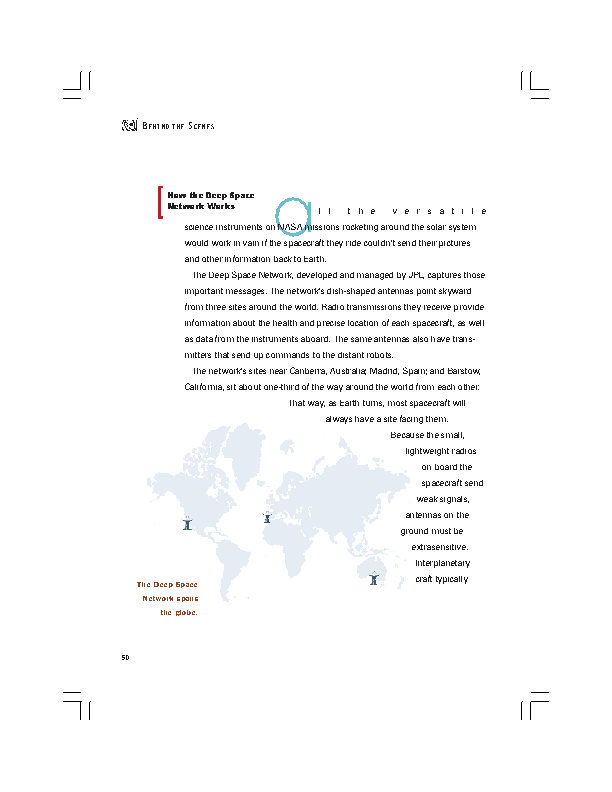 BEHIND THE SCENES
How the Deep Space
Network Works
all the versatile
science instruments on NASA missions rocketing around the solar system
would work in vain if the spacecraft they ride couldn't send their pictures
and other information back to Earth.
The Deep Space Network, developed and managed by JPL, captures those
important messages. The network's dish-shaped antennas point skyward
from three sites around the world. Radio transmissions they receive provide
information about the health and precise location of each spacecraft, as well
as data from the instruments aboard. The same antennas also have trans-
mitters that send up commands to the distant robots.
The network's sites near Canberra, Australia; Madrid, Spain; and Barstow,
California, sit about one-third of the way around the world from each other.
That way, as Earth turns, most spacecraft will
always have a site facing them.
Because the small,
lightweight radios
on board the
spacecraft send
weak signals,
antennas on the
ground must be
extrasensitive.
Interplanetary
craft typically
The Deep Space
Network spans
the globe.
50